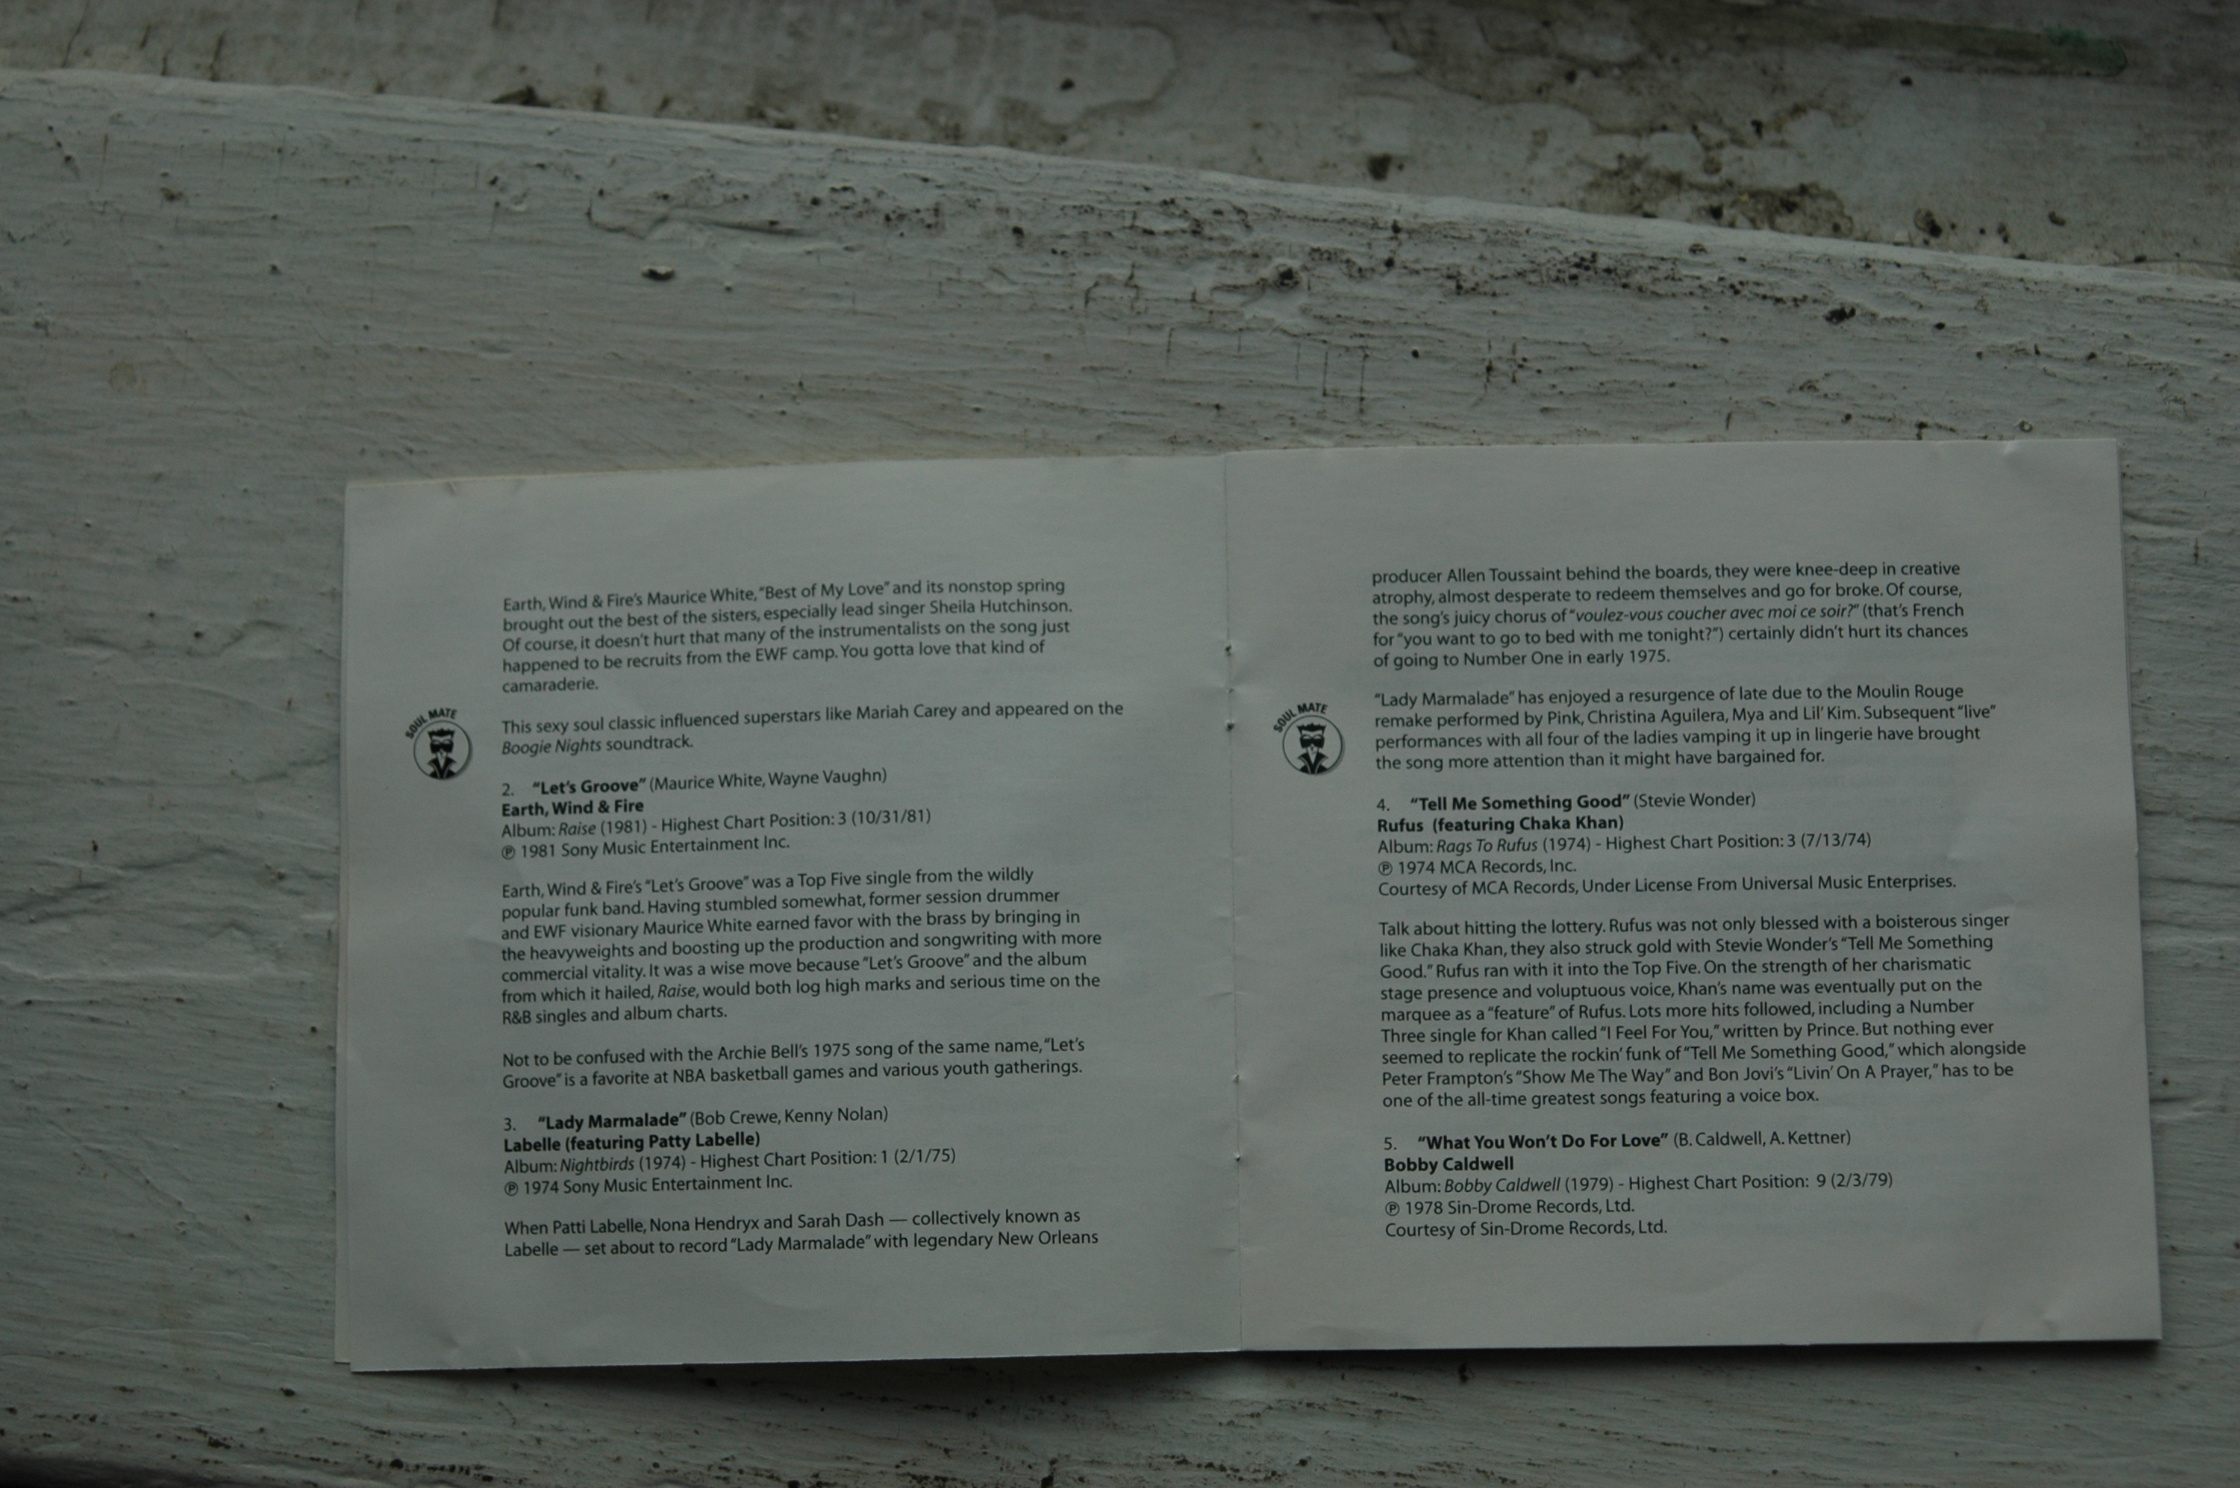 Earth, Wind & Fire's Maurice White, "Best of My Love" and its nonstop spring
brought out the best of the sisters, especially lead singer Sheila Hutchinson.
Of course, it doesn't hurt that many of the instrumentalists on the song just
happened to be recruits from the EWF camp. You gotta love that kind of
camaraderie.
SOUL MATE
This sexy soul classic influenced superstars like Mariah Carey and appeared on the
Boogie Nights soundtrack.
2. "Let's Groove" (Maurice White, Wayne Vaughn)
Earth, Wind & Fire
Album: Raise (1981) - Highest Chart Position: 3 (10/31/81)
℗ 1981 Sony Music Entertainment Inc.
Earth, Wind & Fire's "Let's Groove" was a Top Five single from the wildly
popular funk band. Having stumbled somewhat, former session drummer
and EWF visionary Maurice White earned favor with the brass by bringing in
the heavyweights and boosting up the production and songwriting with more
commercial vitality. It was a wise move because "Let's Groove" and the album
from which it hailed, Raise, would both log high marks and serious time on the
R&B singles and album charts.
Not to be confused with the Archie Bell's 1975 song of the same name, "Let's
Groove" is a favorite at NBA basketball games and various youth gatherings.
3. "Lady Marmalade" (Bob Crewe, Kenny Nolan)
Labelle (featuring Patty Labelle)
Album: Nightbirds (1974) - Highest Chart Position: 1 (2/1/75)
℗ 1974 Sony Music Entertainment Inc.
When Patti Labelle, Nona Hendryx and Sarah Dash — collectively known as
Labelle — set about to record "Lady Marmalade" with legendary New Orleans
producer Allen Toussaint behind the boards, they were knee-deep in creative
atrophy, almost desperate to redeem themselves and go for broke. Of course,
the song's juicy chorus of "voulez-vous coucher avec moi ce soir?" (that's French
for "you want to go to bed with me tonight?") certainly didn't hurt its chances
of going to Number One in early 1975.
SOUL MATE
"Lady Marmalade" has enjoyed a resurgence of late due to the Moulin Rouge
remake performed by Pink, Christina Aguilera, Mya and Lil' Kim. Subsequent "live"
performances with all four of the ladies vamping it up in lingerie have brought
the song more attention than it might have bargained for.
4. "Tell Me Something Good" (Stevie Wonder)
Rufus (featuring Chaka Khan)
Album: Rags To Rufus (1974) - Highest Chart Position: 3 (7/13/74)
℗ 1974 MCA Records, Inc.
Courtesy of MCA Records, Under License From Universal Music Enterprises.
Talk about hitting the lottery. Rufus was not only blessed with a boisterous singer
like Chaka Khan, they also struck gold with Stevie Wonder's "Tell Me Something
Good." Rufus ran with it into the Top Five. On the strength of her charismatic
stage presence and voluptuous voice, Khan's name was eventually put on the
marquee as a "feature" of Rufus. Lots more hits followed, including a Number
Three single for Khan called "I Feel For You," written by Prince. But nothing ever
seemed to replicate the rockin' funk of "Tell Me Something Good," which alongside
Peter Frampton's "Show Me The Way" and Bon Jovi's "Livin' On A Prayer," has to be
one of the all-time greatest songs featuring a voice box.
5. "What You Won't Do For Love" (B. Caldwell, A. Kettner)
Bobby Caldwell
Album: Bobby Caldwell (1979) - Highest Chart Position: 9 (2/3/79)
℗ 1978 Sin-Drome Records, Ltd.
Courtesy of Sin-Drome Records, Ltd.